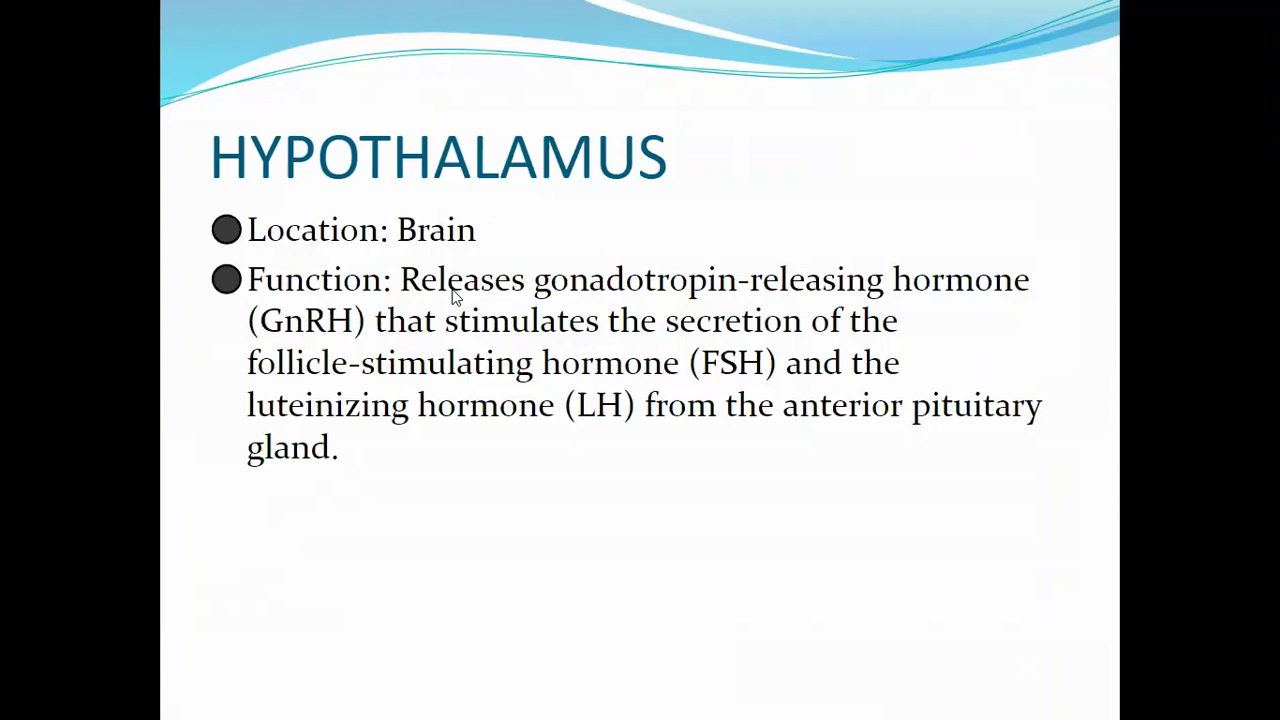 HYPOTHALAMUS
Location: Brain
Function: Releases gonadotropin-releasing hormone
(GnRH) that stimulates the secretion of the
follicle-stimulating hormone (FSH) and the
luteinizing hormone (LH) from the anterior pituitary
gland.